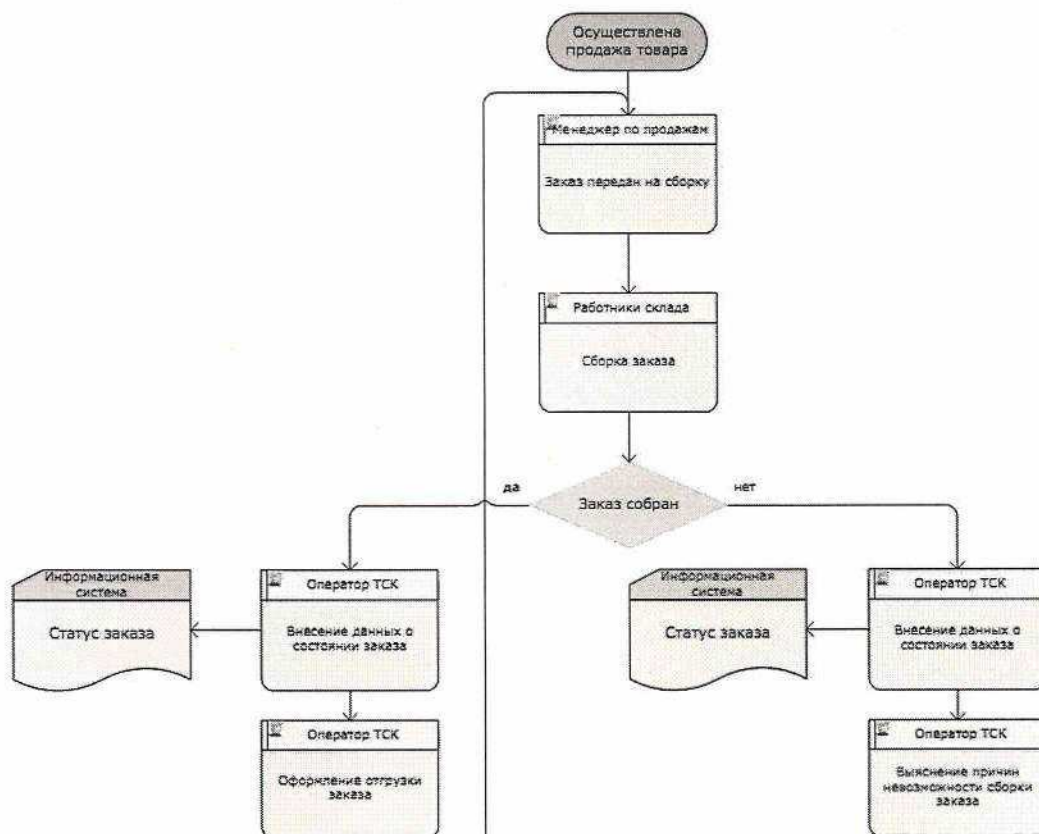 Осуществлена
продажа товара
Менеджер по продажам
Заказ передан на сборку
Работники склада
Сборка заказа
да
Заказ собран
нет
Информационная
система
Статус заказа
Оператор ТСК
Внесение данных о
состоянии заказа
Информационная
система
Статус заказа
Оператор ТСК
Внесение данных о
состоянии заказа
Оператор ТСК
Оформление отгрузки
заказа
Оператор ТСК
Выяснение причин
невозможности сборки
заказа